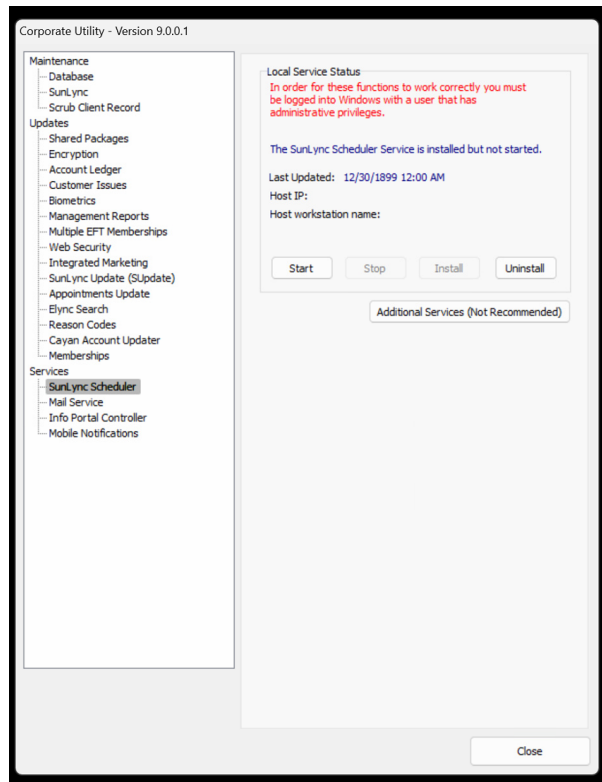 Corporate Utility - Version 9.0.0.1
Maintenance
Database
SunLync
Scrub Client Record
Updates
Shared Packages
Encryption
Account Ledger
Customer Issues
Biometrics
Management Reports
Multiple EFT Memberships
Web Security
Integrated Marketing
SunLync Update (SUpdate)
Appointments Update
Elync Search
Reason Codes
Cayan Account Updater
Memberships
Services
SunLync Scheduler
Mail Service
Info Portal Controller
Mobile Notifications
Local Service Status
In order for these functions to work correctly you must
be logged into Windows with a user that has
administrative privileges.
The SunLync Scheduler Service is installed but not started.
Last Updated: 12/30/1899 12:00 AM
Host IP:
Host workstation name:
Start Stop Install Uninstall
Additional Services (Not Recommended)
Close